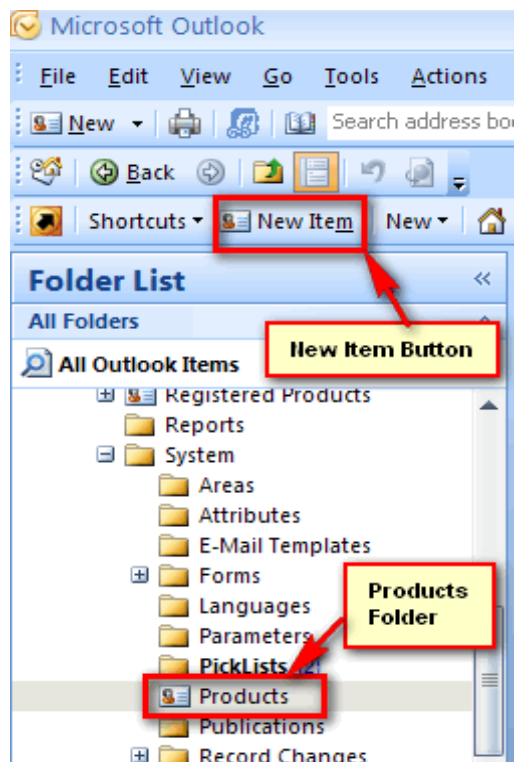 Microsoft Outlook
File Edit View Go Tools Actions
New Search address boo
Back
Shortcuts New Item New
Folder List
All Folders
New Item Button
All Outlook Items
Registered Products
Reports
System
Areas
Attributes
E-Mail Templates
Forms
Products
Folder
Languages
Parameters
PickLists
Products
Publications
Record Changes